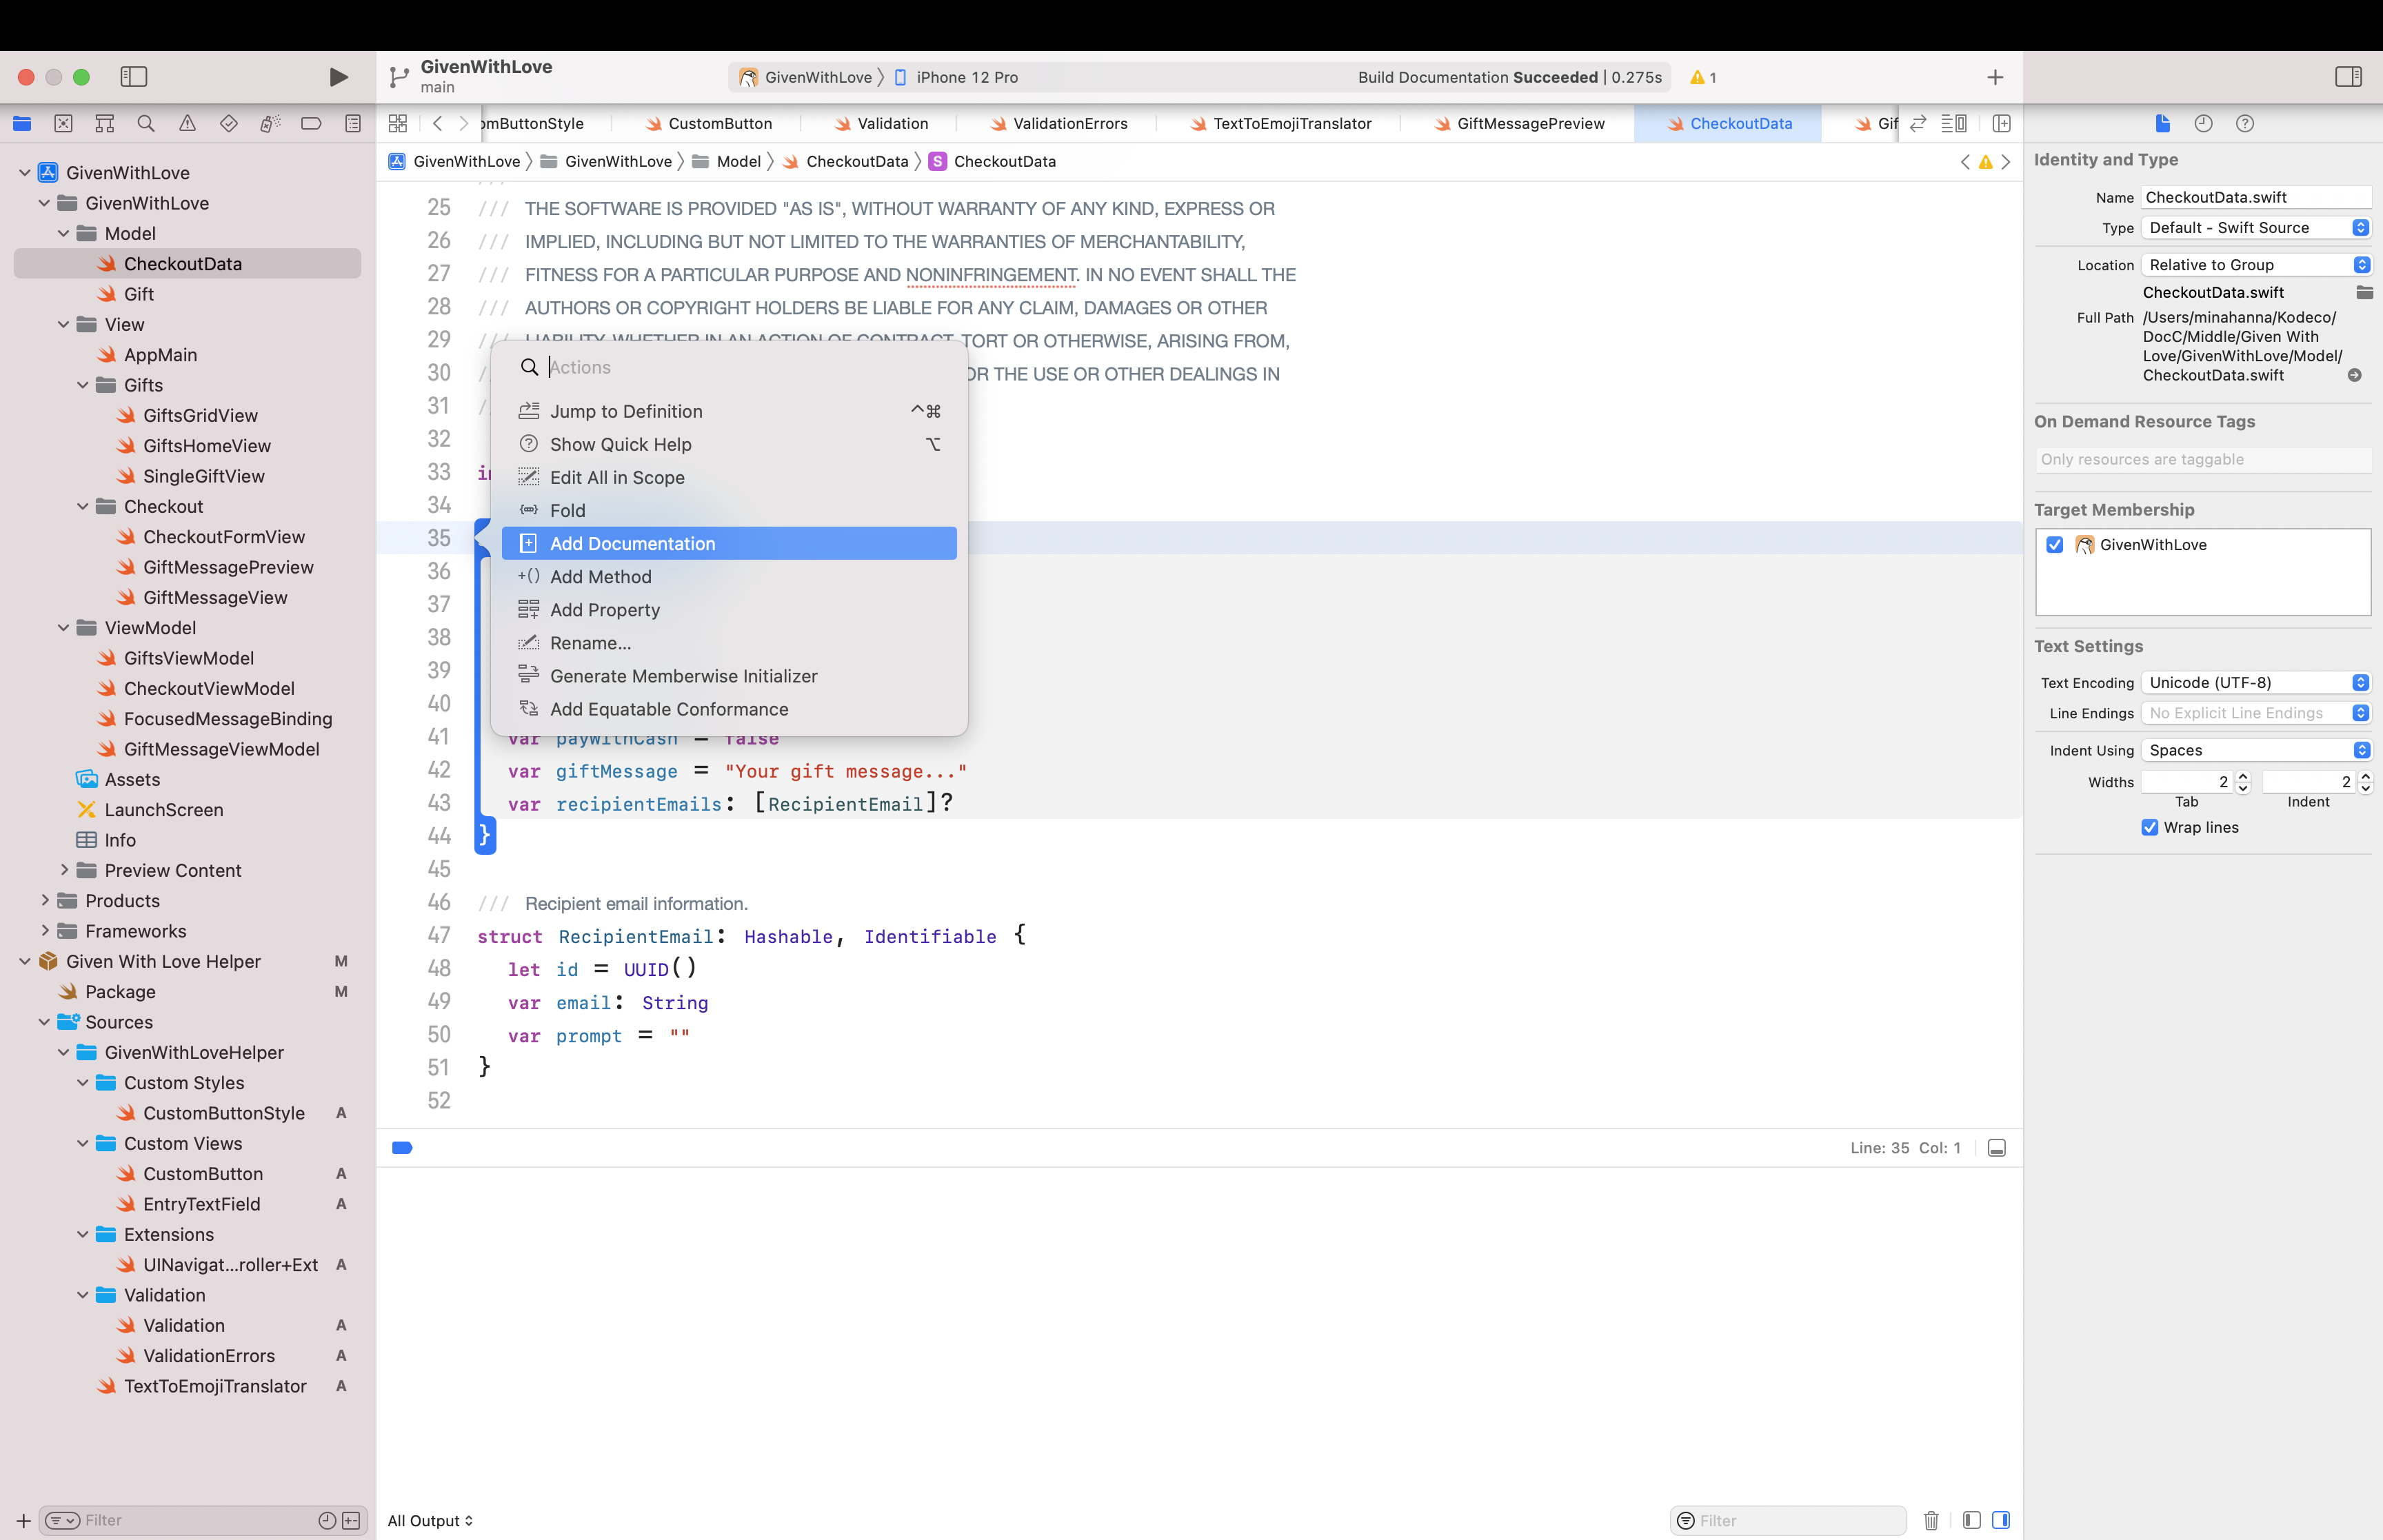 GivenWithLove
main
GivenWithLove
iPhone 12 Pro
Build Documentation Succeeded | 0.275s
1
omButtonStyle
CustomButton
Validation
ValidationErrors
TextToEmojiTranslator
GiftMessagePreview
CheckoutData
Gif
GivenWithLove
GivenWithLove
Model
CheckoutData
S
CheckoutData
GivenWithLove
GivenWithLove
Model
CheckoutData
Gift
View
AppMain
Gifts
GiftsGridView
GiftsHomeView
SingleGiftView
Checkout
CheckoutFormView
GiftMessagePreview
GiftMessageView
ViewModel
GiftsViewModel
CheckoutViewModel
FocusedMessageBinding
GiftMessageViewModel
Assets
LaunchScreen
Info
Preview Content
Products
Frameworks
Given With Love Helper M
Package M
Sources
GivenWithLoveHelper
Custom Styles
CustomButtonStyle A
Custom Views
CustomButton A
EntryTextField A
Extensions
UINavigat...roller+Ext A
Validation
Validation A
ValidationErrors A
TextToEmojiTranslator A
Filter
25 /// THE SOFTWARE IS PROVIDED "AS IS", WITHOUT WARRANTY OF ANY KIND, EXPRESS OR
26 /// IMPLIED, INCLUDING BUT NOT LIMITED TO THE WARRANTIES OF MERCHANTABILITY,
27 /// FITNESS FOR A PARTICULAR PURPOSE AND NONINFRINGEMENT. IN NO EVENT SHALL THE
28 /// AUTHORS OR COPYRIGHT HOLDERS BE LIABLE FOR ANY CLAIM, DAMAGES OR OTHER
29 /// LIABILITY, WHETHER IN AN ACTION OF CONTRACT, TORT OR OTHERWISE, ARISING FROM,
30 OR THE USE OR OTHER DEALINGS IN
31
32
33
34
35
36
37
38
39
40
41 var payWithCash = false
42 var giftMessage = "Your gift message..."
43 var recipientEmails: [RecipientEmail]?
44 }
45
46 /// Recipient email information.
47 struct RecipientEmail: Hashable, Identifiable {
48 let id = UUID()
49 var email: String
50 var prompt = ""
51 }
52
Actions
Jump to Definition ^⌘
Show Quick Help ⌥
Edit All in Scope
Fold
Add Documentation
Add Method
Add Property
Rename...
Generate Memberwise Initializer
Add Equatable Conformance
Line: 35 Col: 1
All Output
Filter
Identity and Type
Name CheckoutData.swift
Type Default - Swift Source
Location Relative to Group
CheckoutData.swift
Full Path /Users/minahanna/Kodeco/
DocC/Middle/Given With
Love/GivenWithLove/Model/
CheckoutData.swift
On Demand Resource Tags
Only resources are taggable
Target Membership
GivenWithLove
Text Settings
Text Encoding Unicode (UTF-8)
Line Endings No Explicit Line Endings
Indent Using Spaces
Widths 2 2
Tab Indent
Wrap lines